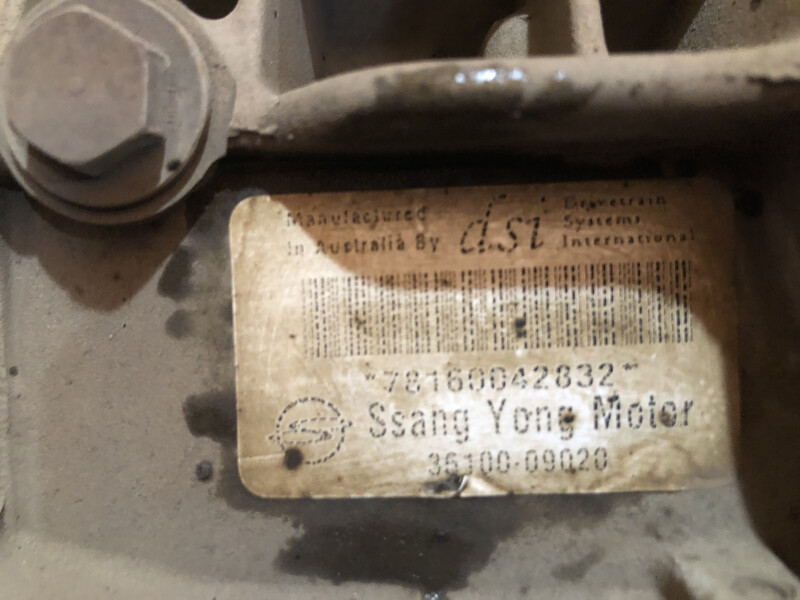 Manufactured
In Australia By
dsi
Drivetrain
Systems
International
*78160042832*
Ssang Yong Motor
36100-09020